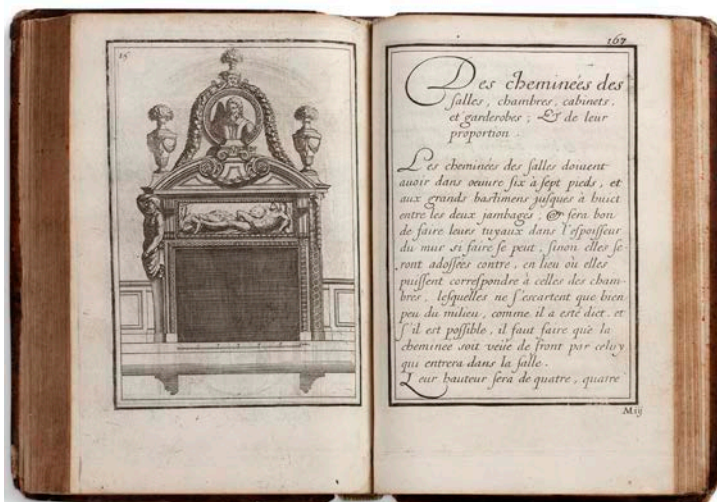 15
167
Des cheminées des
salles, chambres, cabinets,
et garderobes ; & de leur
proportion .
Les cheminées des salles doivent
auoir dans oeuure six à sept pieds, et
aux grands bastimens jusques à huict
entre les deux jambages ; & sera bon
de faire leurs tuyaux dans l'espoisseur
du mur si faire se peut, sinon elles se-
ront adossées contre, en lieu où elles
puissent correspondre à celles des cham-
bres, lesquelles ne s'escartent que bien
peu du milieu, comme il a esté dict, et
s'il est possible, il faut faire que la
cheminee soit veüe de front par celuy
qui entrera dans la salle .
Leur hauteur sera de quatre, quatre
Mij